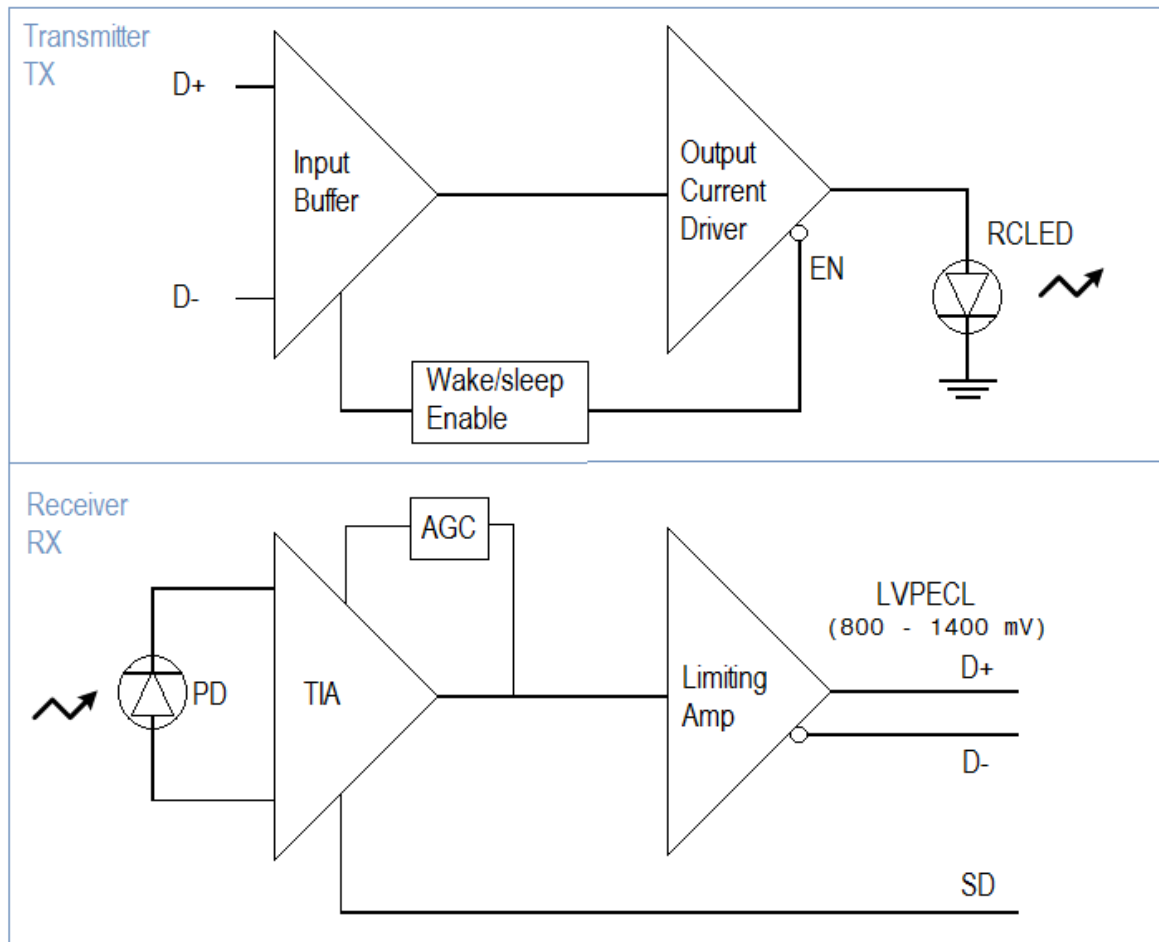 Transmitter
TX
D+
D-
Input
Buffer
Output
Current
Driver
EN
RCLED
Wake/sleep
Enable
Receiver
RX
AGC
PD
TIA
Limiting
Amp
LVPECL
(800 - 1400 mV)
D+
D-
SD